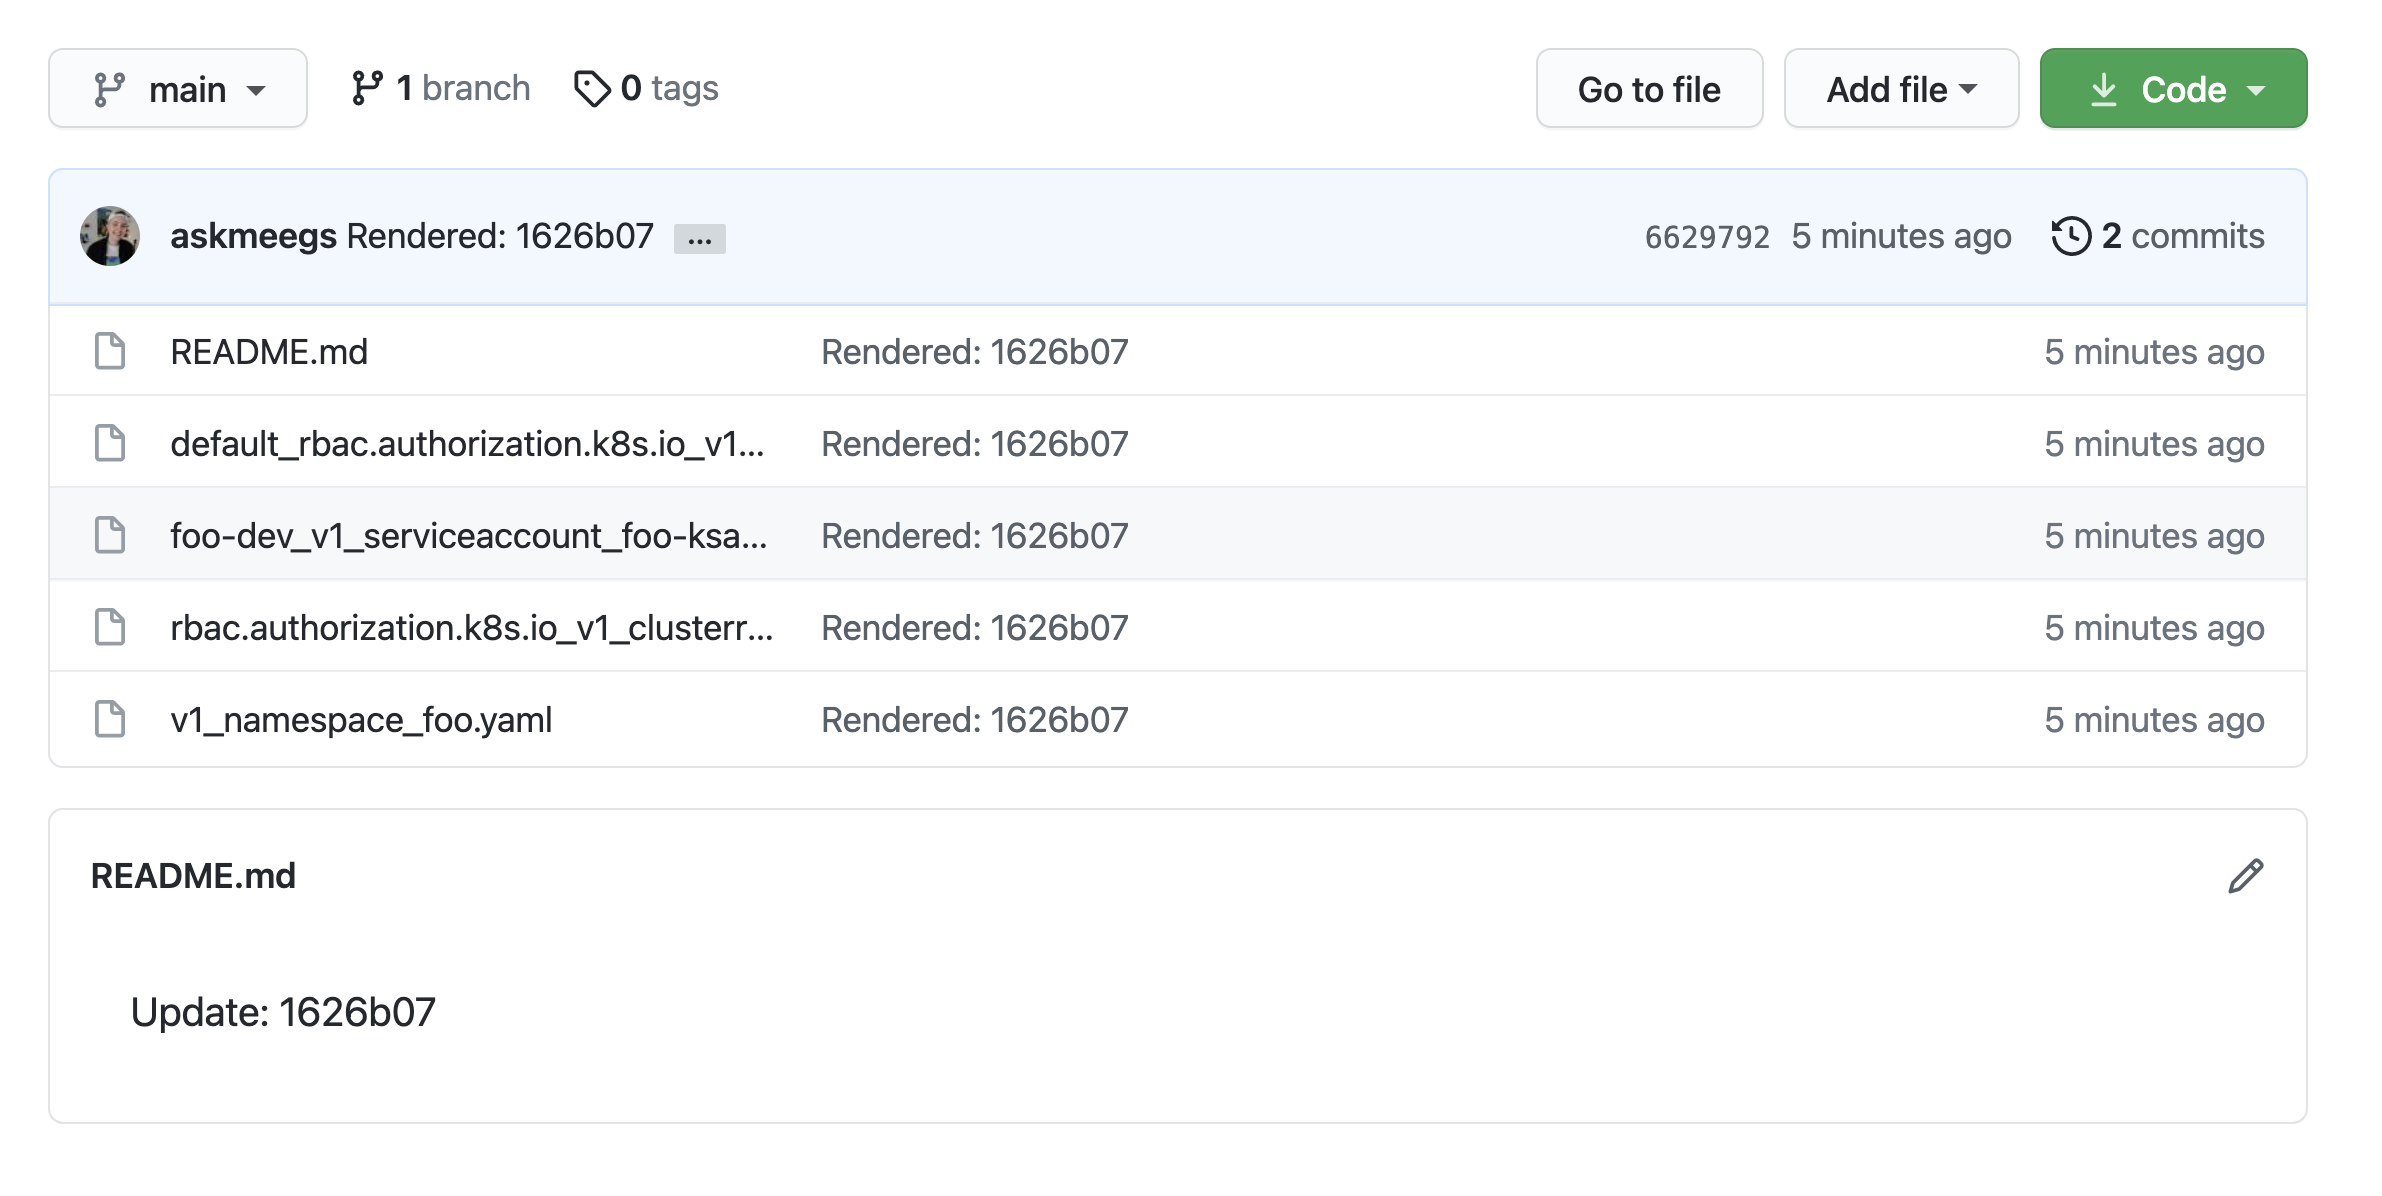 main 1 branch 0 tags Go to file Add file Code
askmeegs Rendered: 1626b07 ... 6629792 5 minutes ago 2 commits
README.md Rendered: 1626b07 5 minutes ago
default_rbac.authorization.k8s.io_v1... Rendered: 1626b07 5 minutes ago
foo-dev_v1_serviceaccount_foo-ksa... Rendered: 1626b07 5 minutes ago
rbac.authorization.k8s.io_v1_clusterr... Rendered: 1626b07 5 minutes ago
v1_namespace_foo.yaml Rendered: 1626b07 5 minutes ago
README.md
Update: 1626b07